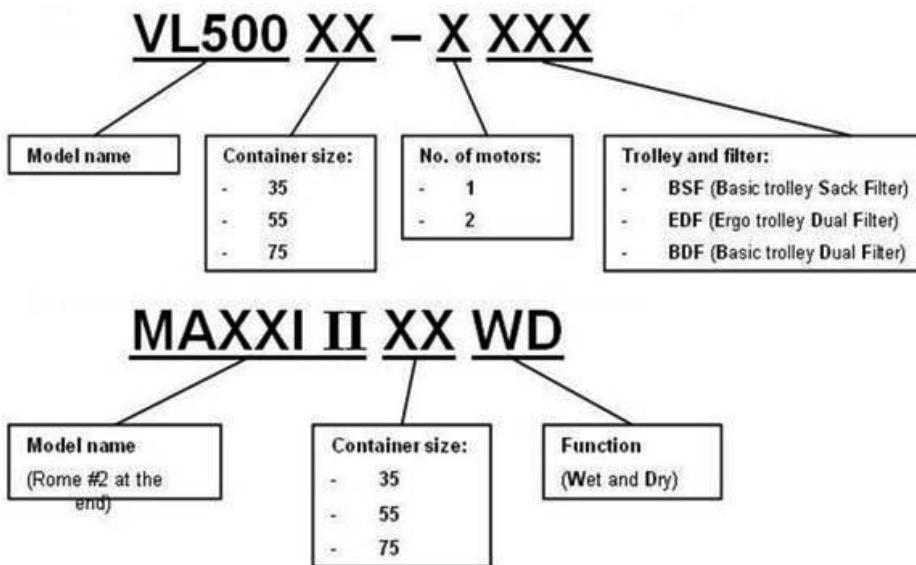 VL500 XX – X XXX
Model name
Container size:
- 35
- 55
- 75
No. of motors:
- 1
- 2
Trolley and filter:
- BSF (Basic trolley Sack Filter)
- EDF (Ergo trolley Dual Filter)
- BDF (Basic trolley Dual Filter)
MAXXI II XX WD
Model name
(Rome #2 at the
end)
Container size:
- 35
- 55
- 75
Function
(Wet and Dry)